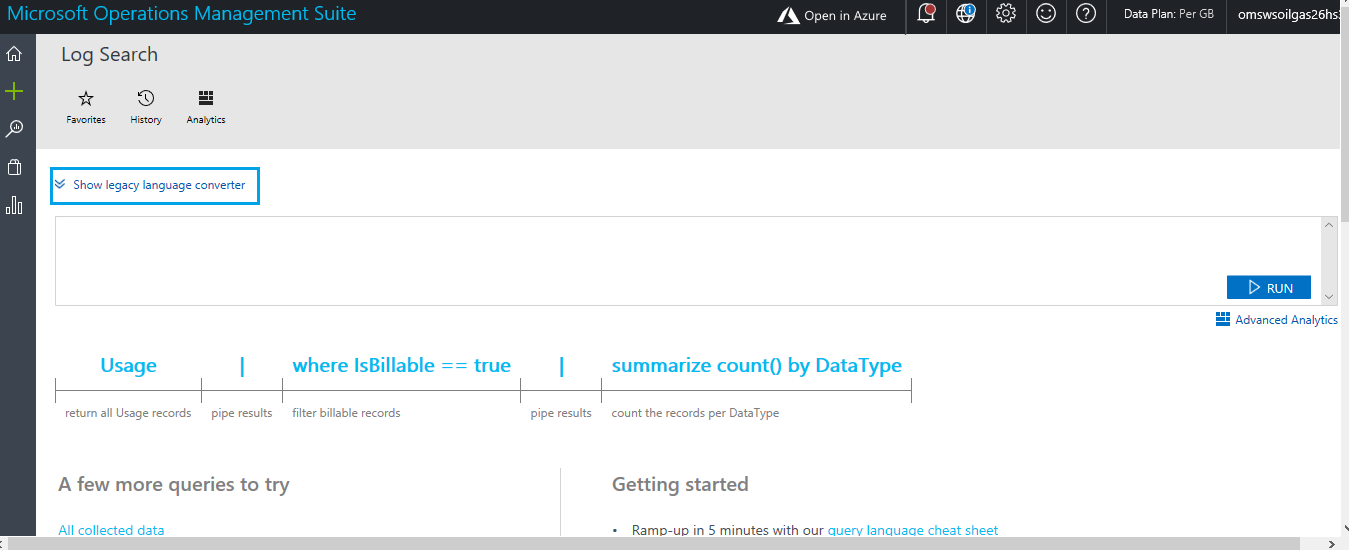 Microsoft Operations Management Suite
Open in Azure
Data Plan: Per GB
omswsoilgas26hs
Log Search
Favorites
History
Analytics
Show legacy language converter
RUN
Advanced Analytics
Usage | where IsBillable == true | summarize count() by DataType
return all Usage records pipe results filter billable records pipe results count the records per DataType
A few more queries to try
Getting started
All collected data
• Ramp-up in 5 minutes with our query language cheat sheet